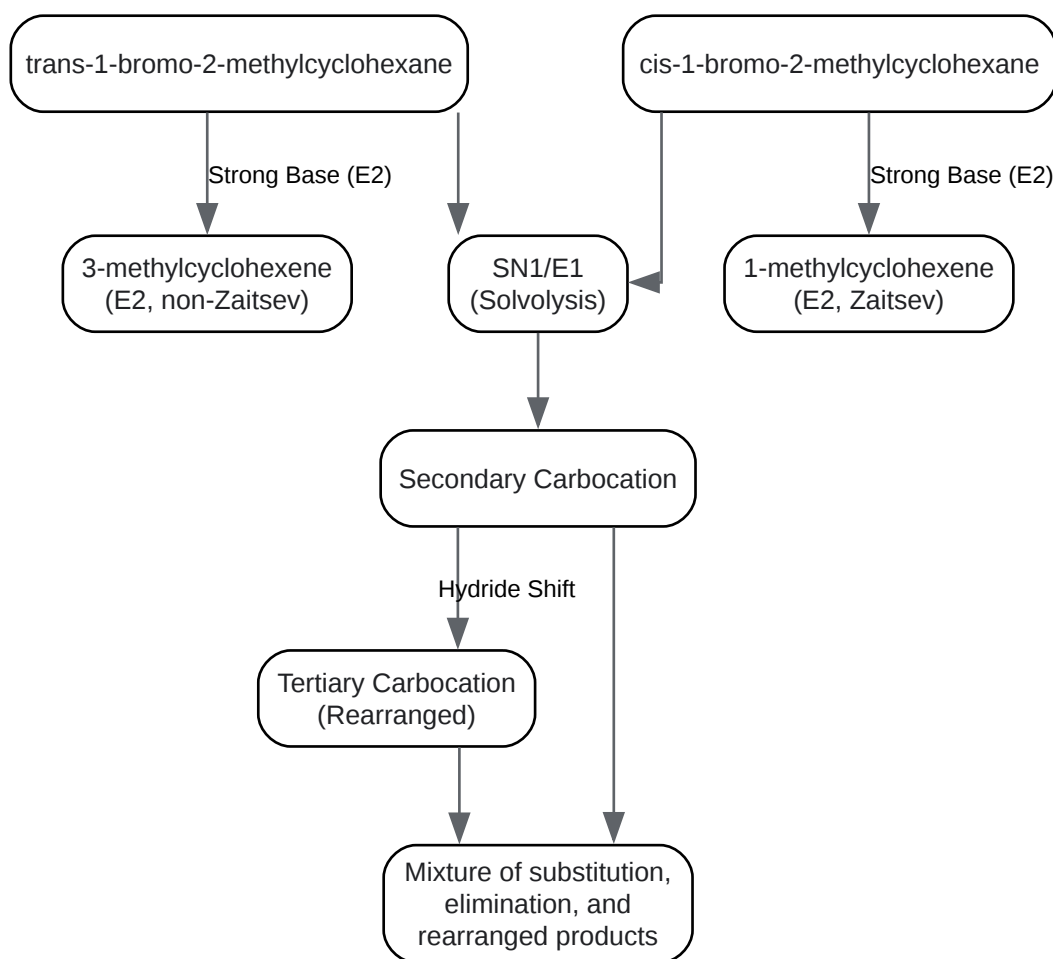 trans-1-bromo-2-methylcyclohexane
cis-1-bromo-2-methylcyclohexane
Strong Base (E2)
Strong Base (E2)
3-methylcyclohexene
(E2, non-Zaitsev)
SN1/E1
(Solvolysis)
1-methylcyclohexene
(E2, Zaitsev)
Secondary Carbocation
Hydride Shift
Tertiary Carbocation
(Rearranged)
Mixture of substitution,
elimination, and
rearranged products